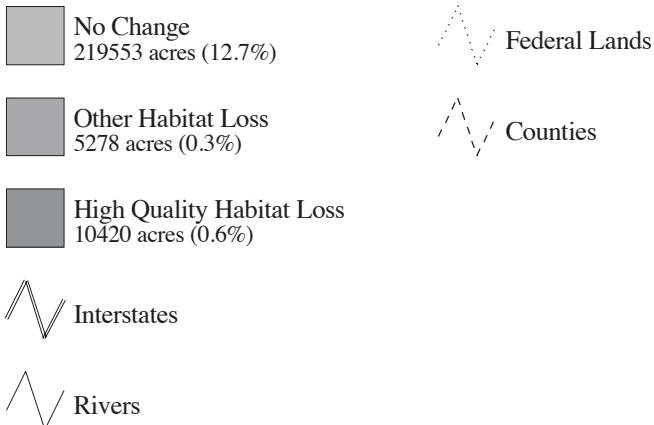 No Change
219553 acres (12.7%)
Other Habitat Loss
5278 acres (0.3%)
High Quality Habitat Loss
10420 acres (0.6%)
Interstates
Rivers
Federal Lands
Counties